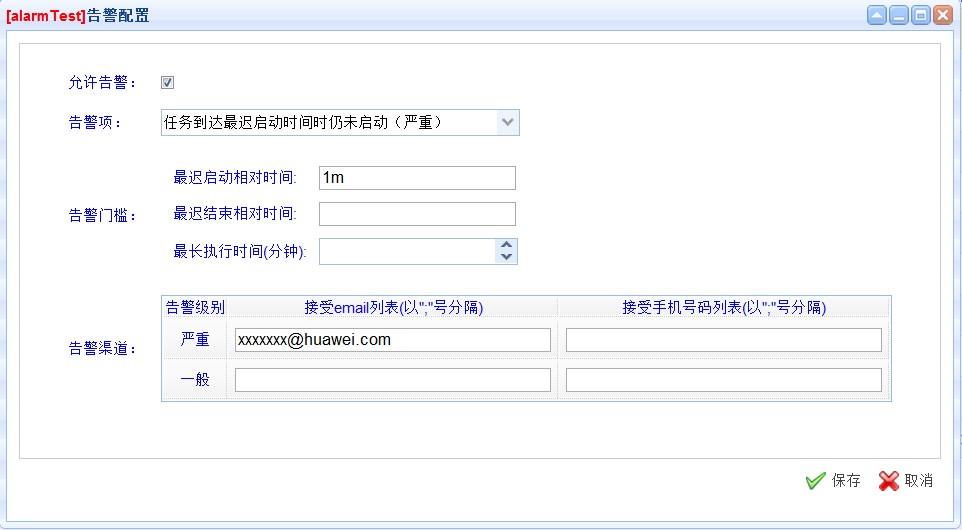 [alarmTest]告警配置
允许告警：
告警项： 任务到达最迟启动时间时仍未启动（严重）
最迟启动相对时间: 1m
告警门槛：
最迟结束相对时间:
最长执行时间(分钟):
告警级别 接受email列表(以";"号分隔) 接受手机号码列表(以";"号分隔)
告警渠道：
严重 xxxxxxx@huawei.com
一般
保存 取消